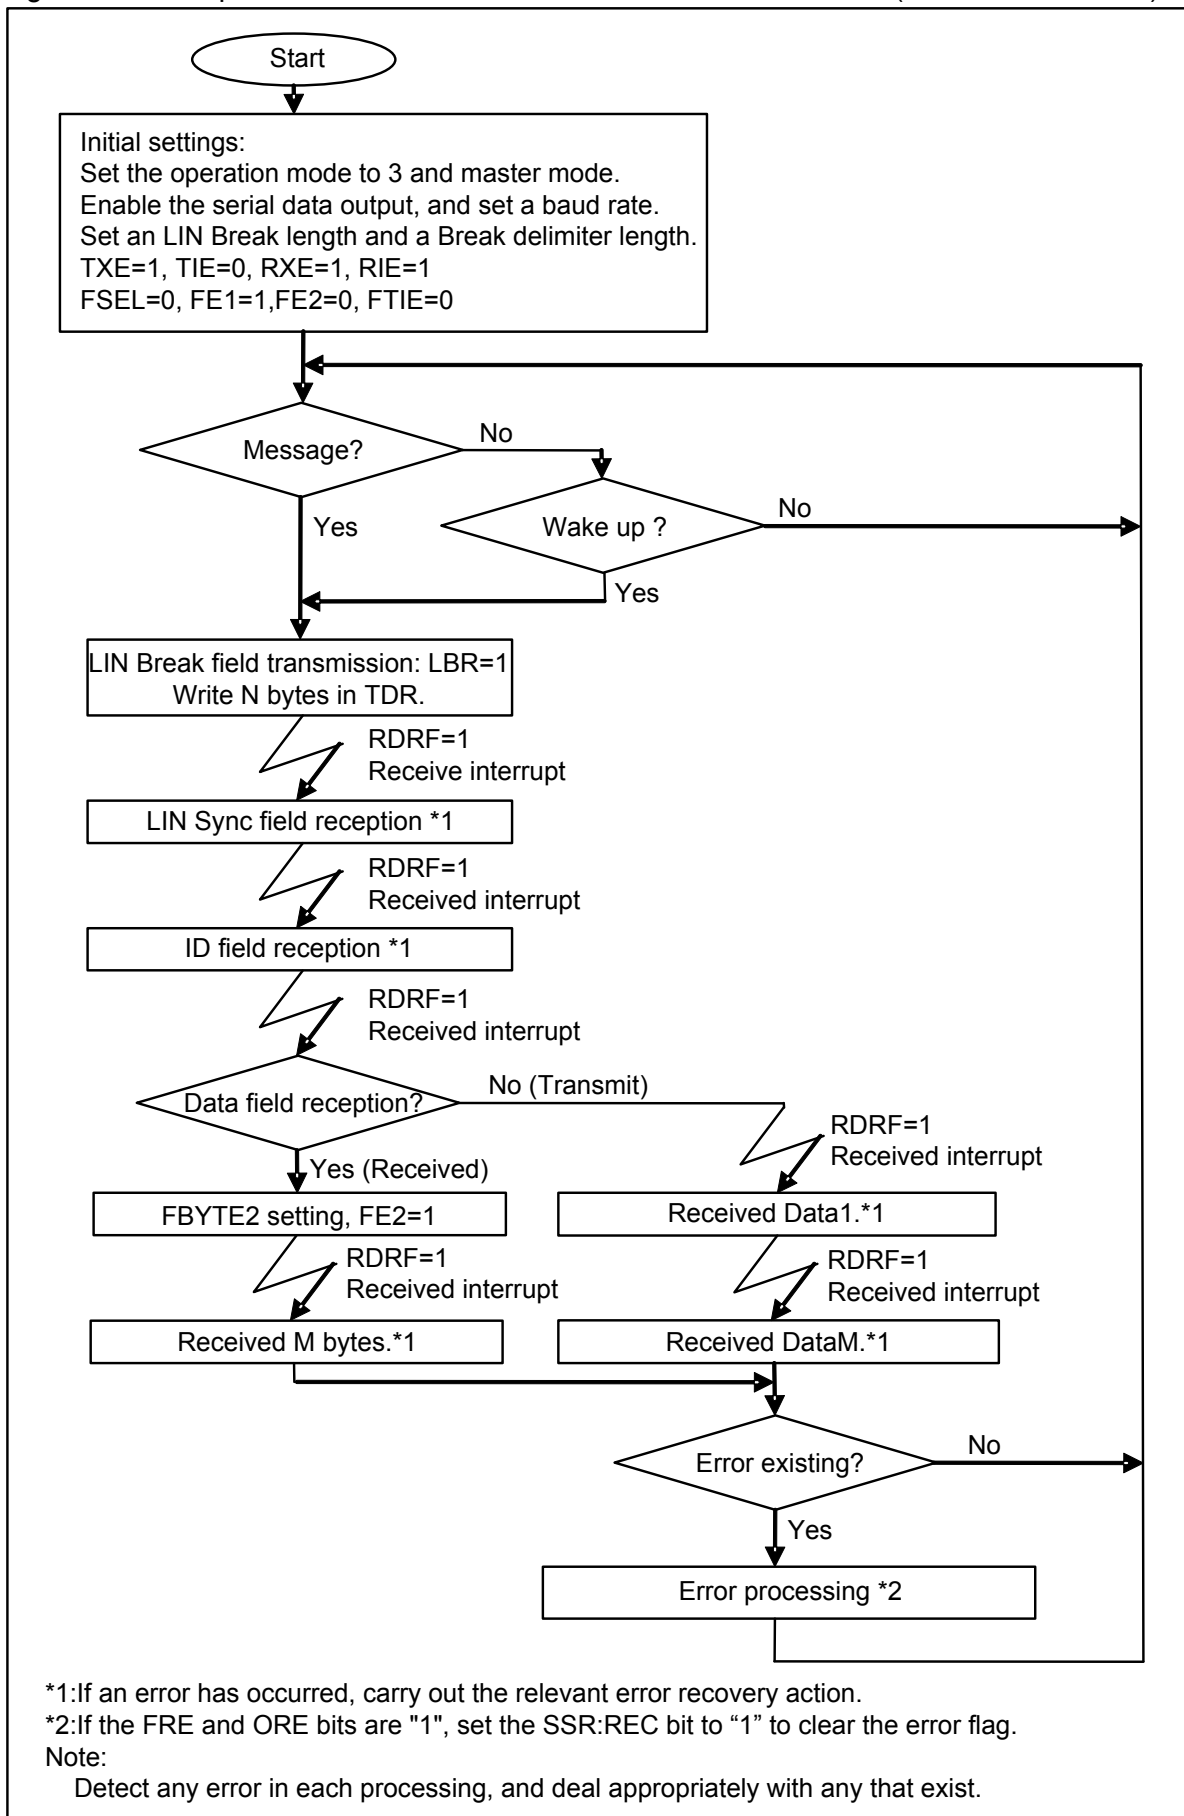 Start
Initial settings:
Set the operation mode to 3 and master mode.
Enable the serial data output, and set a baud rate.
Set an LIN Break length and a Break delimiter length.
TXE=1, TIE=0, RXE=1, RIE=1
FSEL=0, FE1=1,FE2=0, FTIE=0
Message?
No
Wake up ?
No
Yes
Yes
LIN Break field transmission: LBR=1
Write N bytes in TDR.
RDRF=1
Receive interrupt
LIN Sync field reception *1
RDRF=1
Received interrupt
ID field reception *1
RDRF=1
Received interrupt
Data field reception?
No (Transmit)
RDRF=1
Received interrupt
Yes (Received)
FBYTE2 setting, FE2=1
Received Data1.*1
RDRF=1
Received interrupt
RDRF=1
Received interrupt
Received M bytes.*1
Received DataM.*1
Error existing?
No
Yes
Error processing *2
*1:If an error has occurred, carry out the relevant error recovery action.
*2:If the FRE and ORE bits are "1", set the SSR:REC bit to “1” to clear the error flag.
Note:
Detect any error in each processing, and deal appropriately with any that exist.